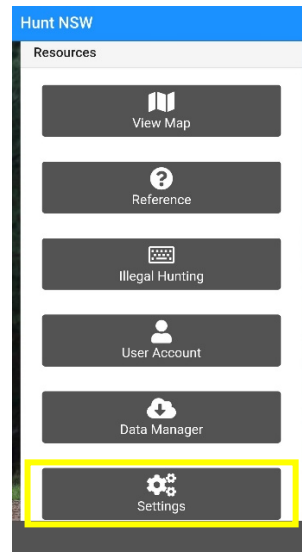 Hunt NSW
Resources
View Map
Reference
Illegal Hunting
User Account
Data Manager
Settings